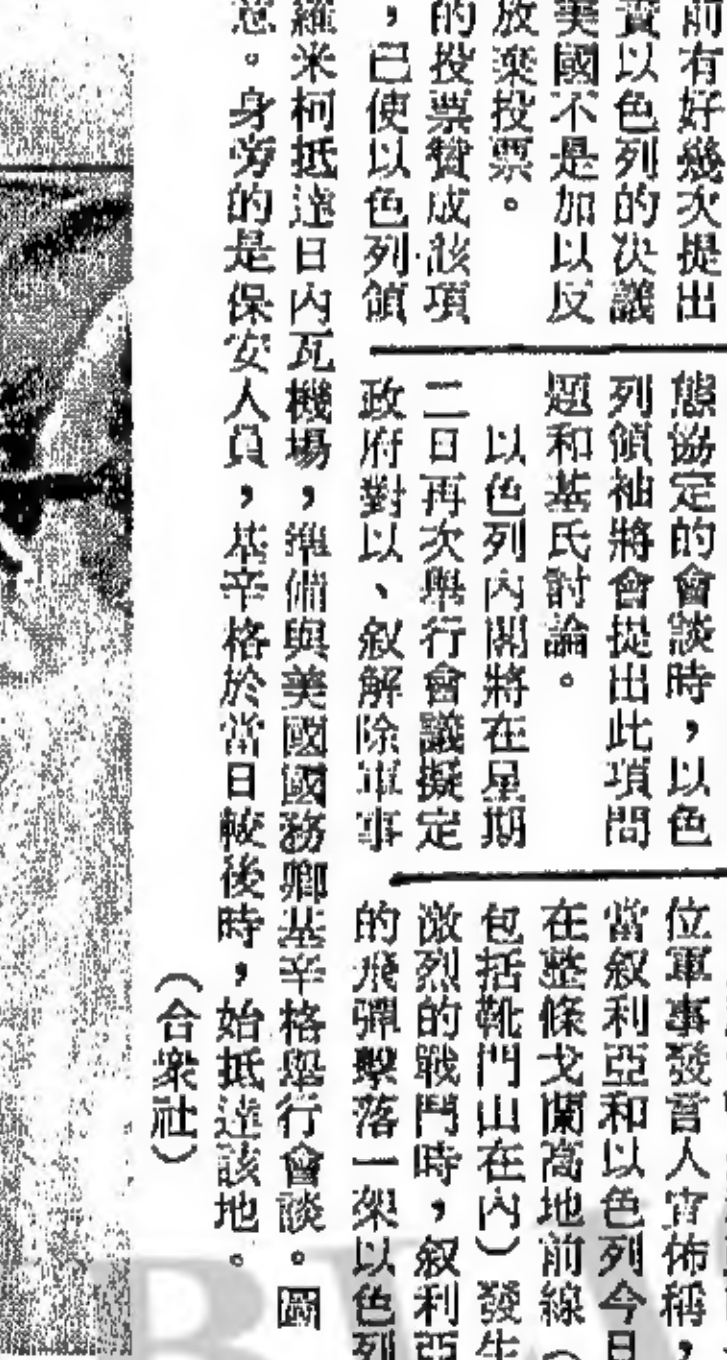 前有好幾次提出
責以色列的决議
美國不是加以反
放棄投票。
的投票贊成該項
，已使以色列領
態協定的會談時，以色
列領袖將會提出此項問
題和基氏討論。
以色列內閣將在星期
二日再次舉行會議擬定
政府對以、叙解除軍事
位軍事發言人宣佈稱，
當叙利亞和以色列今日
在整條戈蘭高地前線（
包括靴門山在內）發生
激烈的戰鬥時，叙利亞
的飛彈擊落一架以色列
羅米柯抵達日內瓦機場，準備與美國國務卿基辛格舉行會談。圖
意。身旁的是保安人員，基辛格於當日較後時，始抵達該地。
（合衆社）